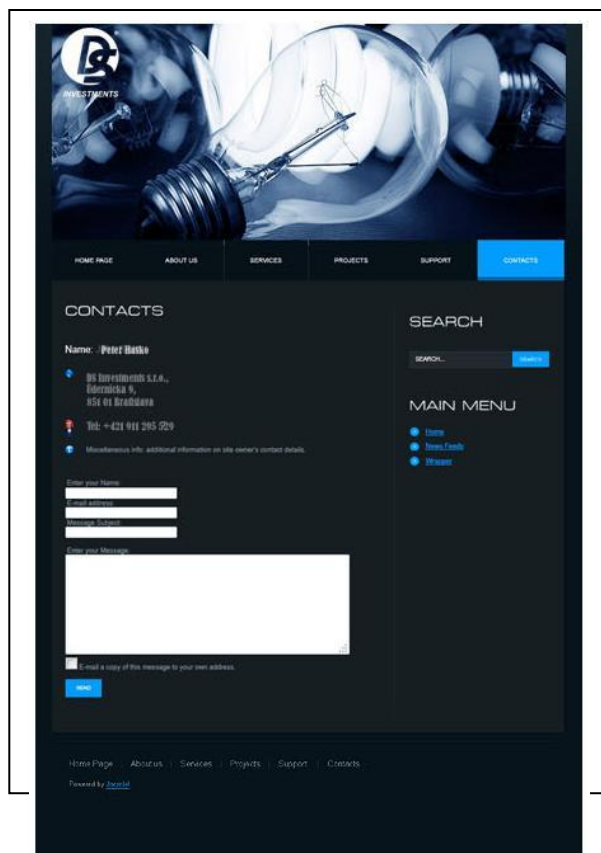 DS
INVESTMENTS
HOME PAGE
ABOUT US
SERVICES
PROJECTS
SUPPORT
CONTACTS
CONTACTS
Name: Peter Hasko
DS Investments s.r.o.,
Údernícka 9,
851 01 Bratislava
Tel: +421 911 295 529
Miscellaneous info: additional information on site owner's contact details.
Enter your Name:
E-mail address:
Message Subject:
Enter your Message:
E-mail a copy of this message to your own address.
SEND
SEARCH
SEARCH...
SEARCH
MAIN MENU
Home
News Feeds
Wrapper
Home Page | About us | Services | Projects | Support | Contacts
Powered by Joomla!